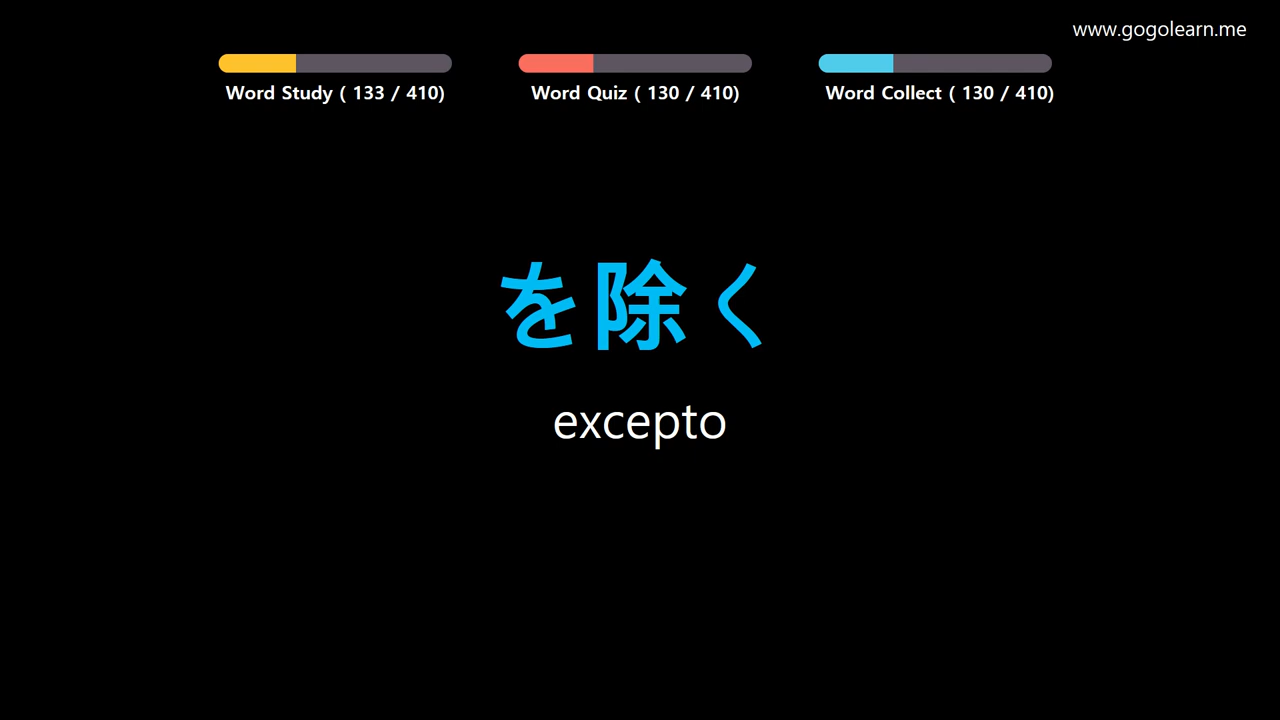 www.gogolearn.me
Word Study ( 133 / 410)
Word Quiz ( 130 / 410)
Word Collect ( 130 / 410)
を除く
excepto